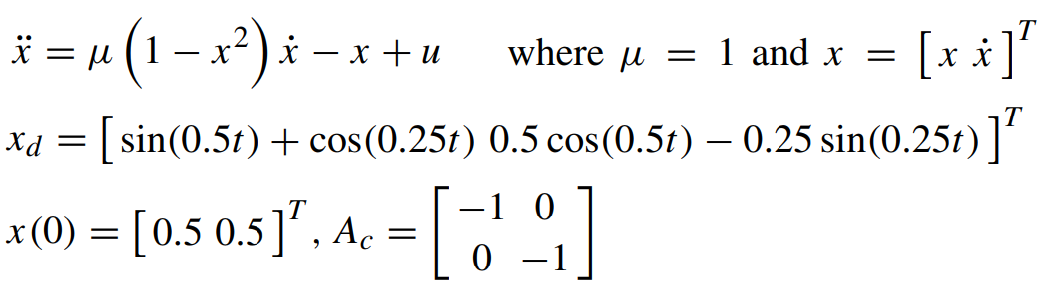 ẍ = μ(1 − x²)ẋ − x + u where μ = 1 and x = [x ẋ]ᵀ
x_d = [sin(0.5t) + cos(0.25t) 0.5 cos(0.5t) − 0.25 sin(0.25t)]ᵀ
x(0) = [0.5 0.5]ᵀ, A_c = [−1 0
0 −1]